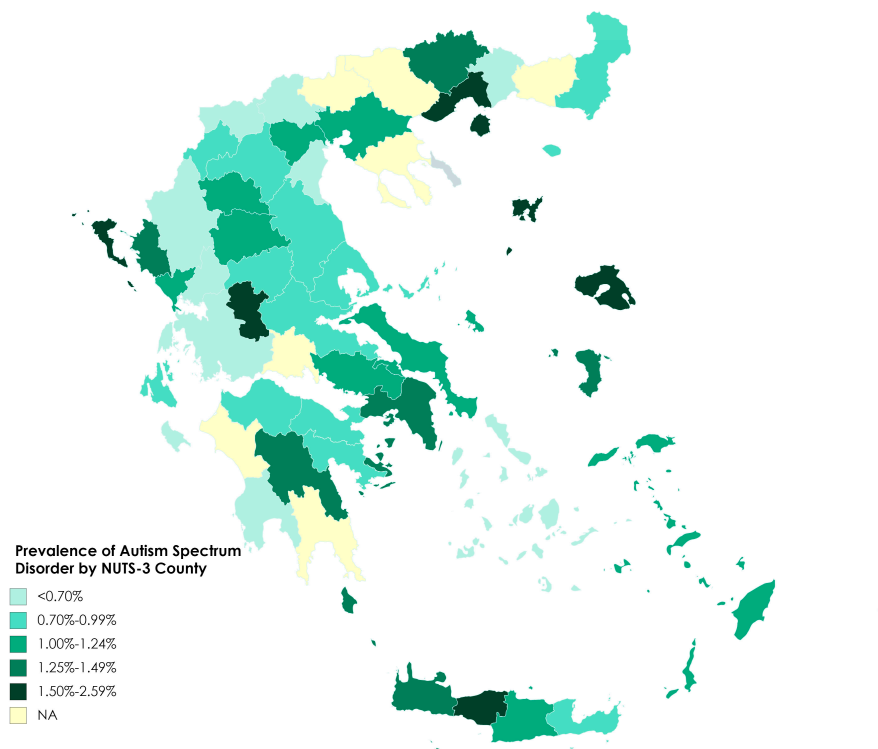 Prevalence of Autism Spectrum
Disorder by NUTS-3 County
<0.70%
0.70%-0.99%
1.00%-1.24%
1.25%-1.49%
1.50%-2.59%
NA